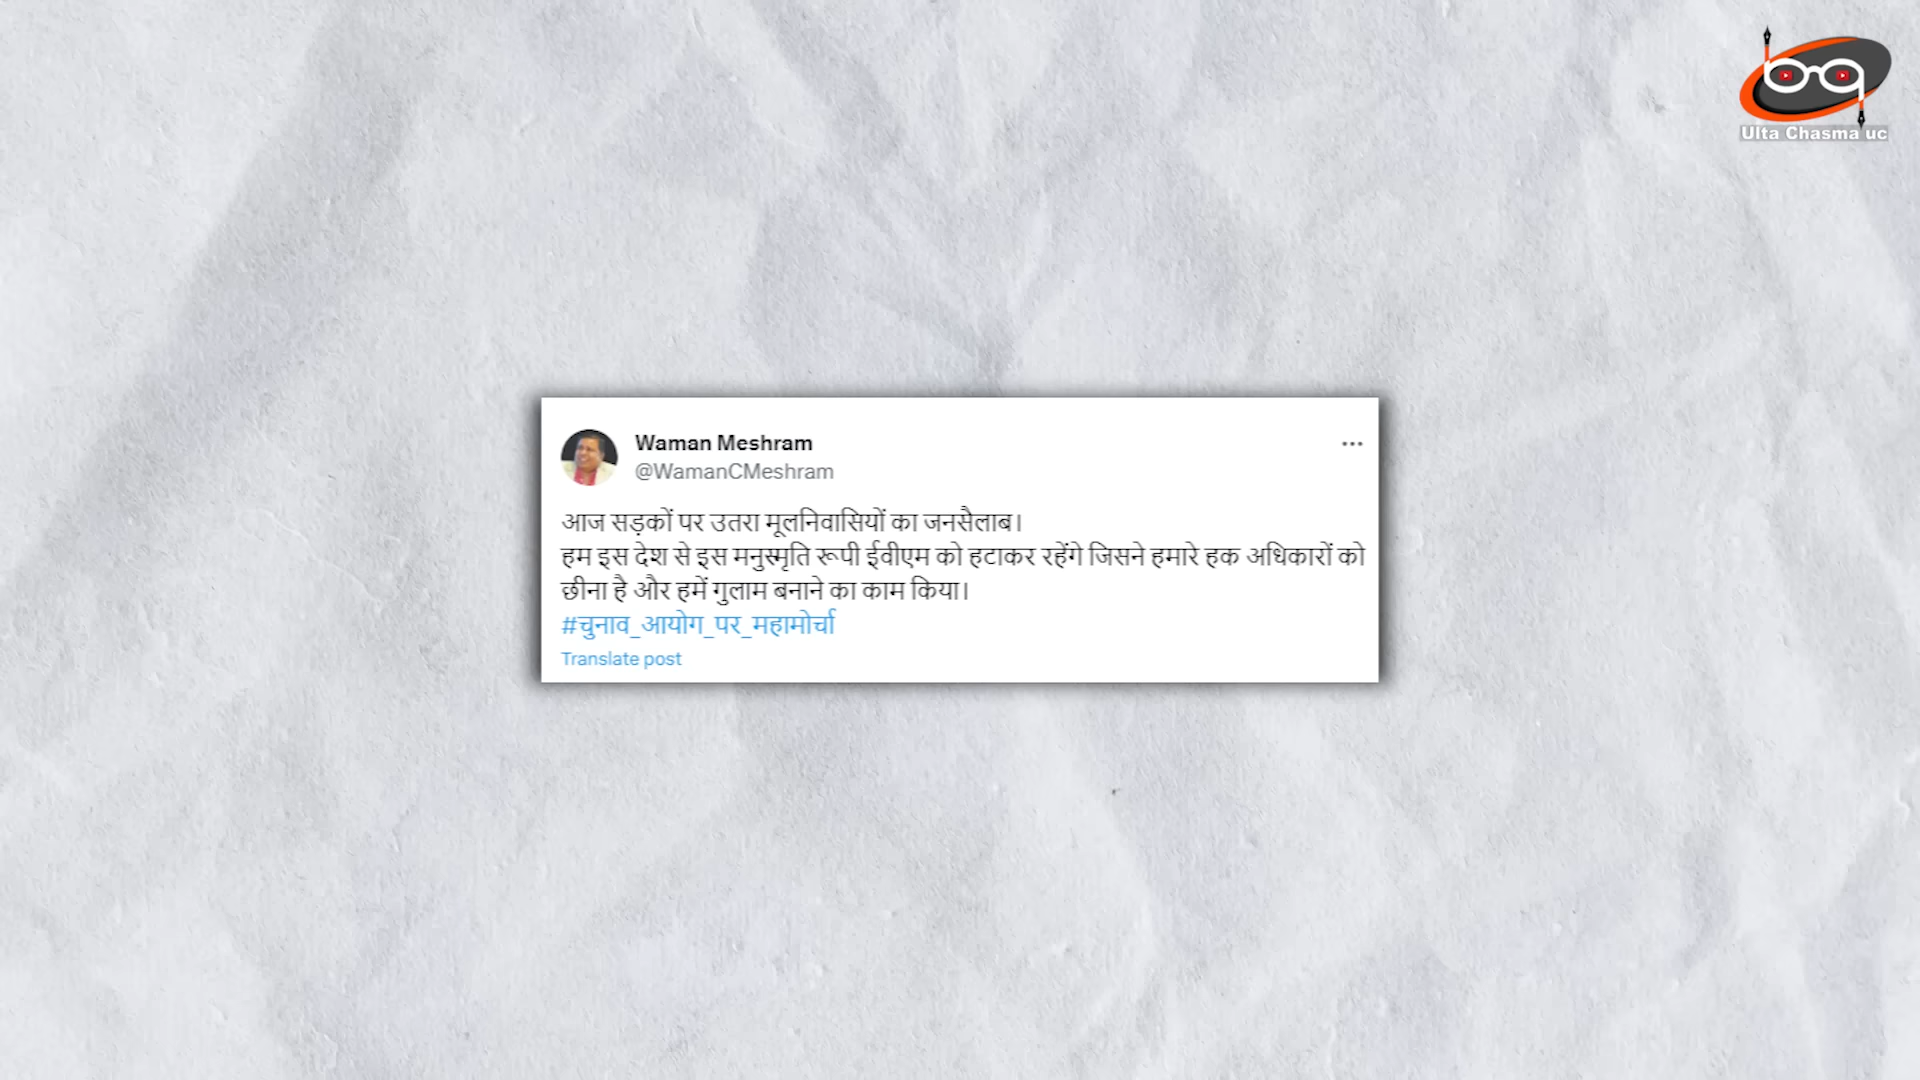 Ulta Chasma uc
Waman Meshram
@WamanCMeshram
आज सड़कों पर उतरा मूलनिवासियों का जनसैलाब।
हम इस देश से इस मनुस्मृति रूपी ईवीएम को हटाकर रहेंगे जिसने हमारे हक अधिकारों को
छीना है और हमें गुलाम बनाने का काम किया।
#चुनाव_आयोग_पर_महामोर्चा
Translate post